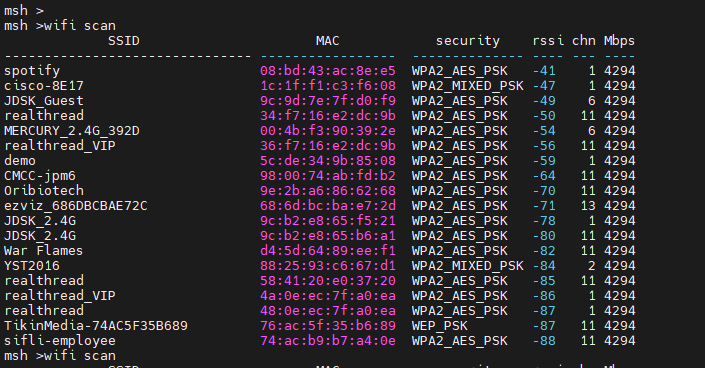 msh >
msh >wifi scan
SSID MAC security rssi chn Mbps
------------------------------- ----------------- -------------- ---- --- ----
spotify 08:bd:43:ac:8e:e5 WPA2_AES_PSK -41 1 4294
cisco-8E17 1c:1f:f1:c3:f6:08 WPA2_MIXED_PSK -47 1 4294
JDSK_Guest 9c:9d:7e:7f:d0:f9 WPA2_AES_PSK -49 6 4294
realthread 34:f7:16:e2:dc:9b WPA2_AES_PSK -50 11 4294
MERCURY_2.4G_392D 00:4b:f3:90:39:2e WPA2_AES_PSK -54 6 4294
realthread_VIP 36:f7:16:e2:dc:9b WPA2_AES_PSK -56 11 4294
demo 5c:de:34:9b:85:08 WPA2_AES_PSK -59 1 4294
CMCC-jpm6 98:00:74:ab:fd:b2 WPA2_AES_PSK -64 11 4294
Oribiotech 9e:2b:a6:86:62:68 WPA2_AES_PSK -70 11 4294
ezviz_686DBCBAE72C 68:6d:bc:ba:e7:2d WPA2_AES_PSK -71 13 4294
JDSK_2.4G 9c:b2:e8:65:f5:21 WPA2_AES_PSK -78 1 4294
JDSK_2.4G 9c:b2:e8:65:b6:a1 WPA2_AES_PSK -80 11 4294
War Flames d4:5d:64:89:ee:f1 WPA2_AES_PSK -82 11 4294
YST2016 88:25:93:c6:67:d1 WPA2_MIXED_PSK -84 2 4294
realthread 58:41:20:e0:37:20 WPA2_AES_PSK -85 11 4294
realthread_VIP 4a:0e:ec:7f:a0:ea WPA2_AES_PSK -86 1 4294
realthread 48:0e:ec:7f:a0:ea WPA2_AES_PSK -87 1 4294
TikinMedia-74AC5F35B689 76:ac:5f:35:b6:89 WEP_PSK -87 11 4294
sifli-employee 74:ac:b9:b7:a4:0e WPA2_AES_PSK -88 11 4294
msh >wifi scan